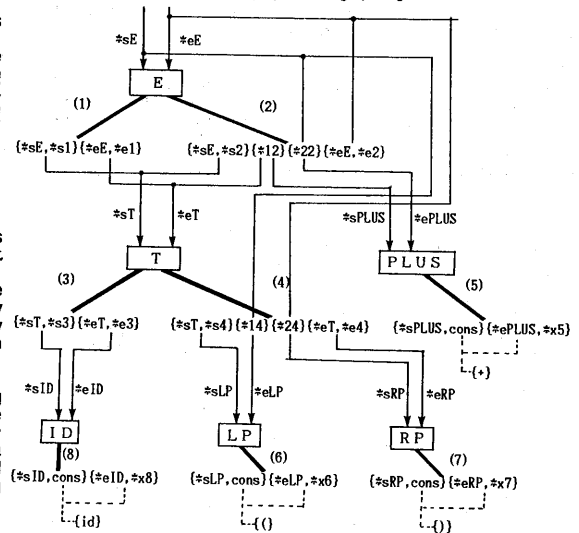 *sE *eE
E
(1) (2)
{*sE,*s1}{*eE,*e1} {*sE,*s2}{*12}{*22}{*eE,*e2}
*sT *eT *sPLUS *ePLUS
T PLUS
(3) (4) (5)
{*sT,*s3}{*eT,*e3} {*sT,*s4}{*14}{*24}{*eT,*e4} {*sPLUS,cons}{*ePLUS,*x5}
{+}
*sID *eID *sLP *eLP *sRP *eRP
ID LP RP
(8) (6) (7)
{*sID,cons}{*eID,*x8} {*sLP,cons}{*eLP,*x6} {*sRP,cons}{*eRP,*x7}
{id} {(} {)}